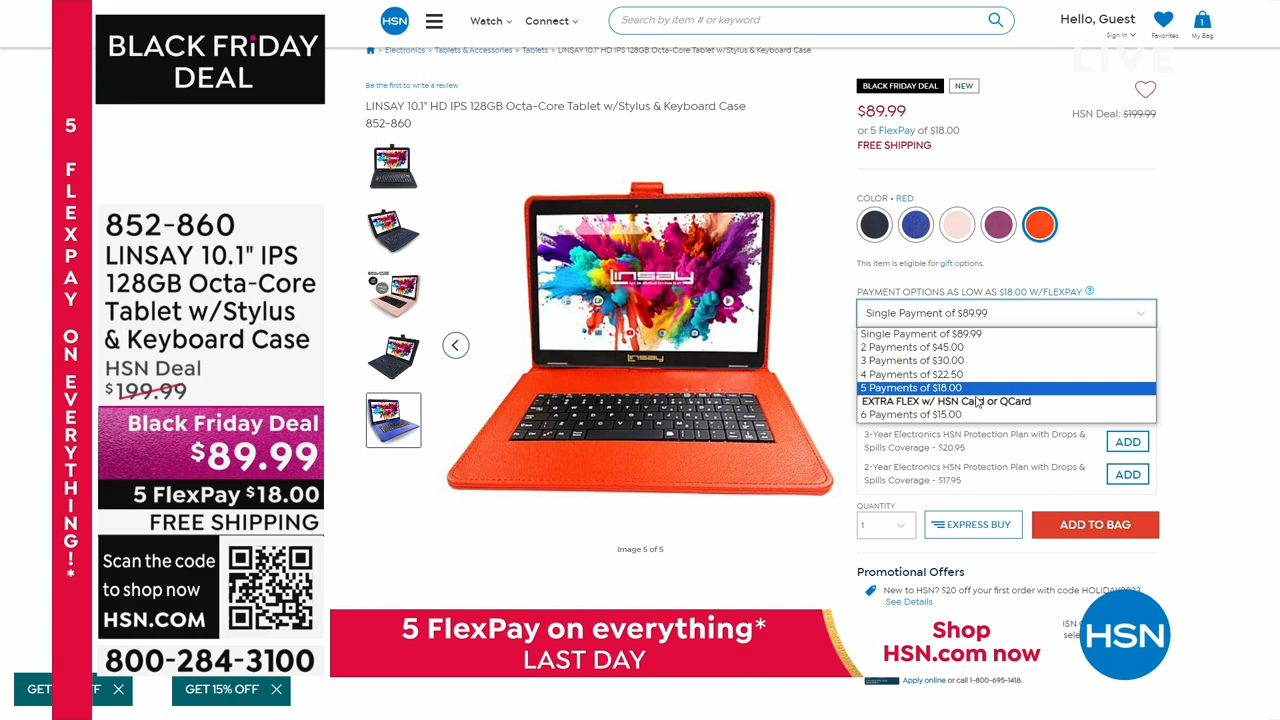 BLACK FRiDAY
DEAL
5 FLEXPAY ON EVERYTHING!*
852-860
LINSAY 10.1" IPS
128GB Octa-Core
Tablet w/Stylus
& Keyboard Case
HSN Deal
$199.99
Black Friday Deal
$89.99
5 FlexPay $18.00
FREE SHIPPING
Scan the code
to shop now
HSN.COM
800-284-3100
GET
FF
GET 15% OFF
HSN
Watch
Connect
Search by item # or keyword
Hello, Guest
Sign In
Favorites
1
My Bag
LIVE
Electronics > Tablets & Accessories > Tablets > LINSAY 10.1" HD IPS 128GB Octa-Core Tablet w/Stylus & Keyboard Case
Be the first to write a review
LINSAY 10.1" HD IPS 128GB Octa-Core Tablet w/Stylus & Keyboard Case
852-860
linsay
linsay
Image 5 of 5
BLACK FRIDAY DEAL
NEW
$89.99
HSN Deal: $199.99
or 5 FlexPay of $18.00
FREE SHIPPING
COLOR • RED
This item is eligible for gift options.
PAYMENT OPTIONS AS LOW AS $18.00 W/FLEXPAY
Single Payment of $89.99
Single Payment of $89.99
2 Payments of $45.00
3 Payments of $30.00
4 Payments of $22.50
5 Payments of $18.00
EXTRA FLEX w/ HSN Card or QCard
6 Payments of $15.00
3-Year Electronics HSN Protection Plan with Drops &
Spills Coverage - $20.95
ADD
2-Year Electronics HSN Protection Plan with Drops &
Spills Coverage - $17.95
ADD
QUANTITY
1
EXPRESS BUY
ADD TO BAG
Promotional Offers
New to HSN? $20 off your first order with code HOLIDAY2023
See Details
5 FlexPay on everything*
LAST DAY
Shop
HSN.com now
HSN
Apply online or call 1-800-695-1418.